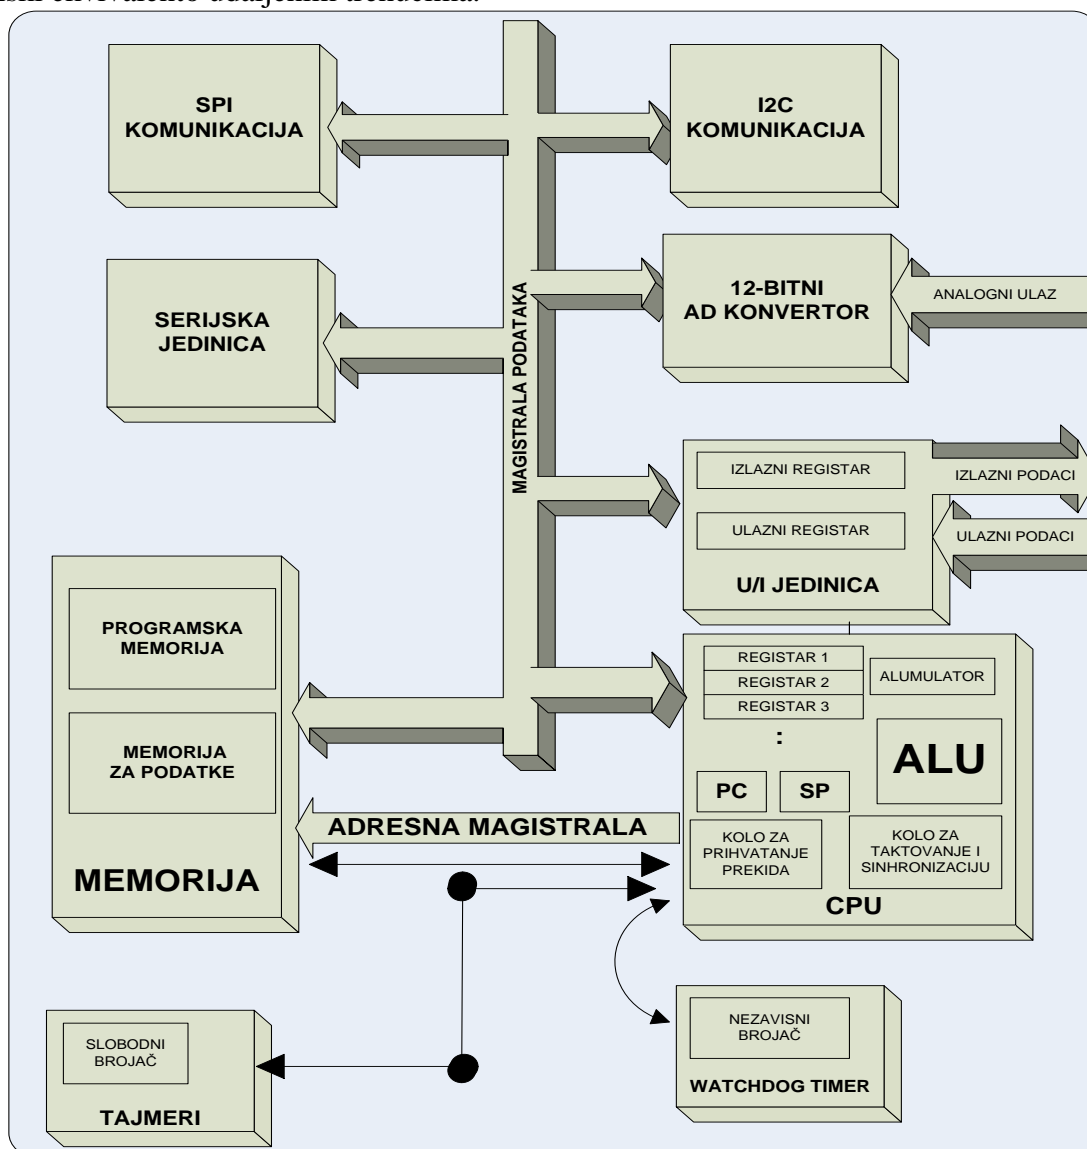 SPI
KOMUNIKACIJA
I2C
KOMUNIKACIJA
MAGISTRALA PODATAKA
SERIJSKA
JEDINICA
12-BITNI
AD KONVERTOR
ANALOGNI ULAZ
IZLAZNI REGISTAR
ULAZNI REGISTAR
U/I JEDINICA
IZLAZNI PODACI
ULAZNI PODACI
PROGRAMSKA
MEMORIJA
MEMORIJA
ZA PODATKE
MEMORIJA
REGISTAR 1
REGISTAR 2
REGISTAR 3
:
ALUMULATOR
ALU
PC
SP
KOLO ZA
PRIHVATANJE
PREKIDA
KOLO ZA
TAKTOVANJE I
SINHRONIZACIJU
CPU
ADRESNA MAGISTRALA
SLOBODNI
BROJAČ
TAJMERI
NEZAVISNI
BROJAČ
WATCHDOG TIMER